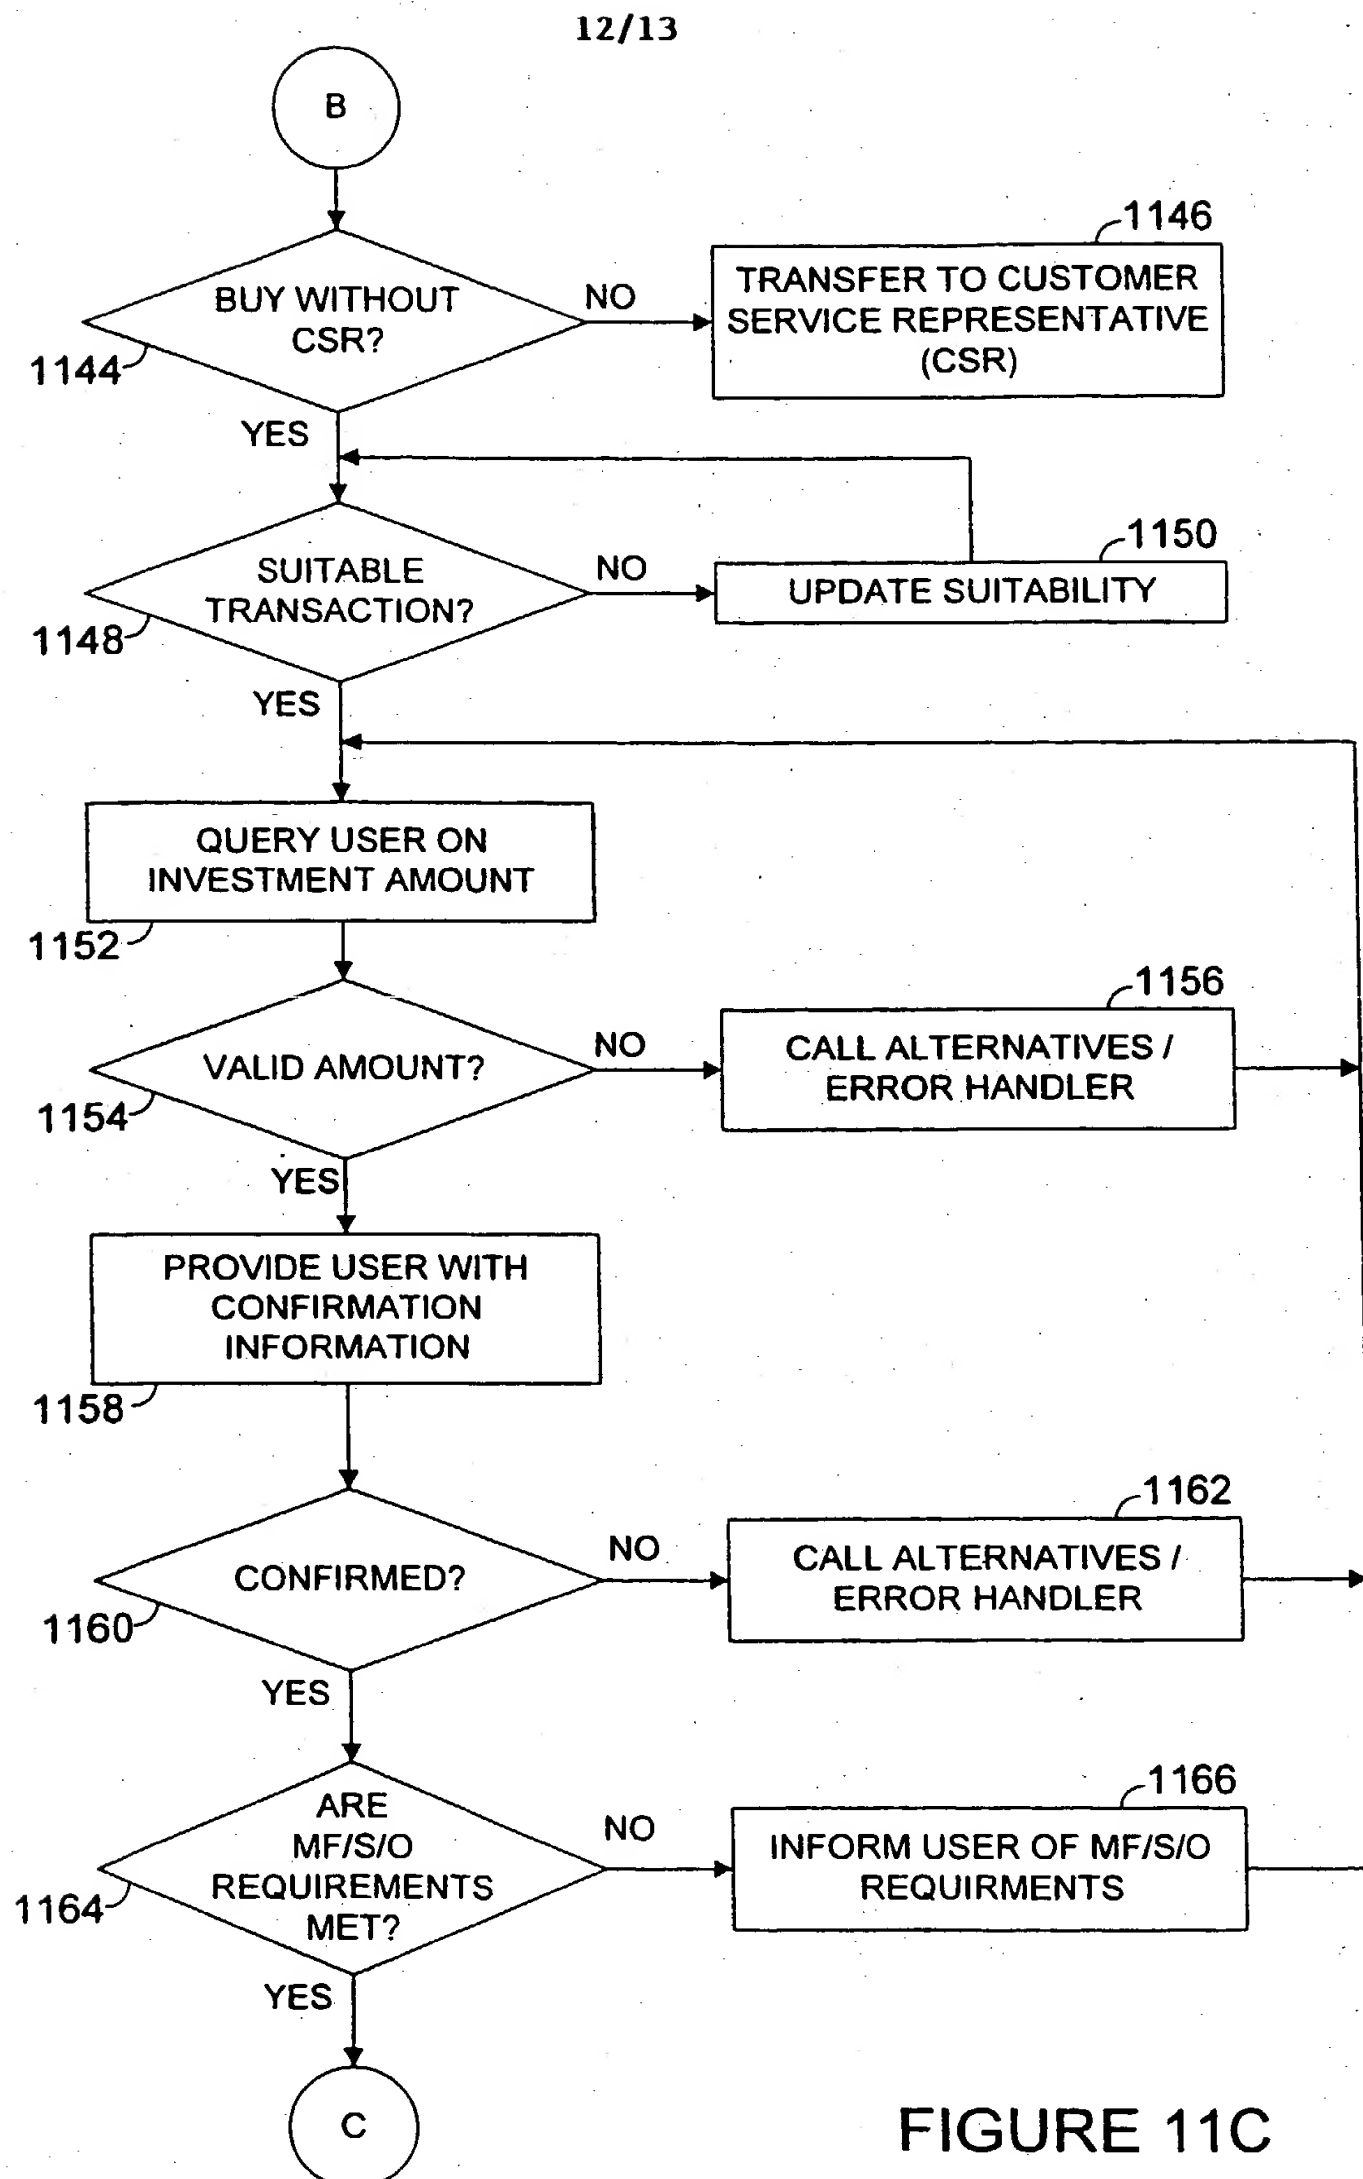 12/13
B
1146
BUY WITHOUT
CSR?
NO
TRANSFER TO CUSTOMER
SERVICE REPRESENTATIVE
(CSR)
1144
YES
1150
SUITABLE
TRANSACTION?
NO
UPDATE SUITABILITY
1148
YES
QUERY USER ON
INVESTMENT AMOUNT
1152
1156
VALID AMOUNT?
NO
CALL ALTERNATIVES /
ERROR HANDLER
1154
YES
PROVIDE USER WITH
CONFIRMATION
INFORMATION
1158
1162
CONFIRMED?
NO
CALL ALTERNATIVES /
ERROR HANDLER
1160
YES
1166
ARE
MF/S/O
REQUIREMENTS
MET?
NO
INFORM USER OF MF/S/O
REQUIRMENTS
1164
YES
C
FIGURE 11C